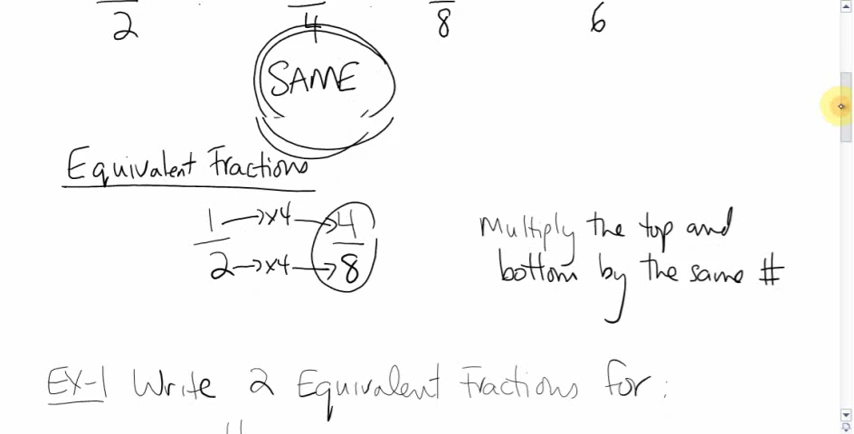 2 4 8 6
SAME
Equivalent Fractions
1 →x4→ 4
2 →x4→ 8
Multiply the top and
bottom by the same #
EX-1 Write 2 Equivalent Fractions for: